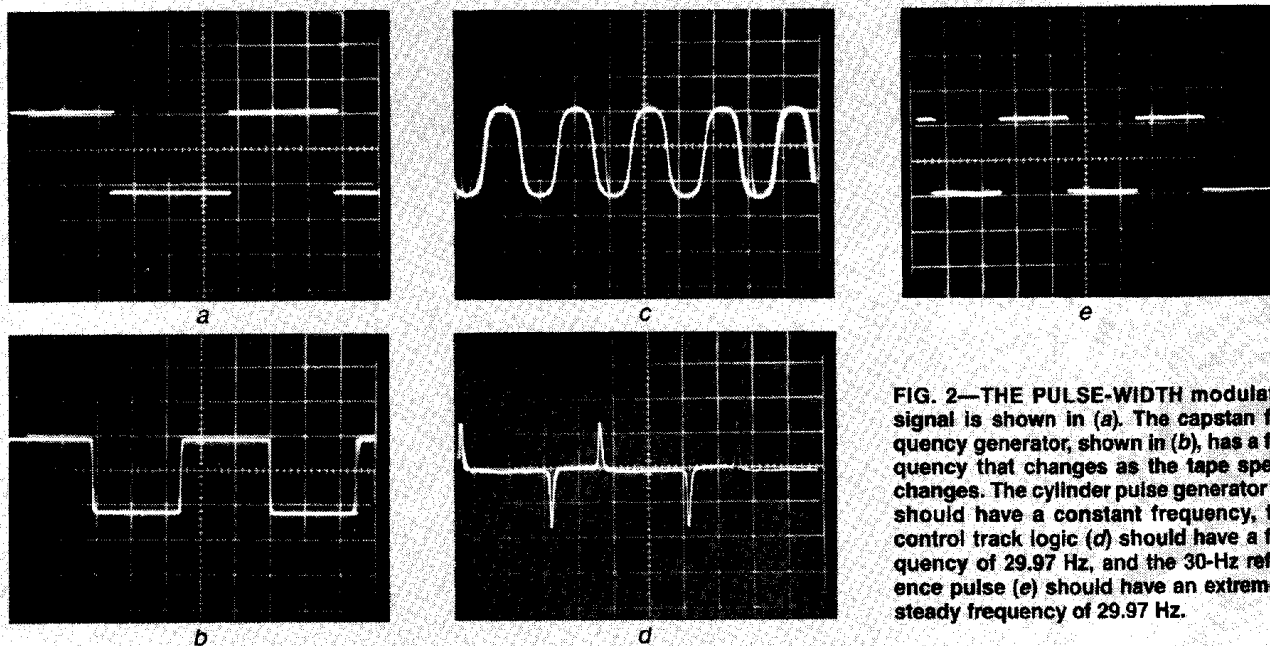 a
c
e
b
d
FIG. 2—THE PULSE-WIDTH modulat
signal is shown in (a). The capstan f
quency generator, shown in (b), has a f
quency that changes as the tape spe
changes. The cylinder pulse generator
should have a constant frequency, t
control track logic (d) should have a f
quency of 29.97 Hz, and the 30-Hz ref
ence pulse (e) should have an extrem
steady frequency of 29.97 Hz.